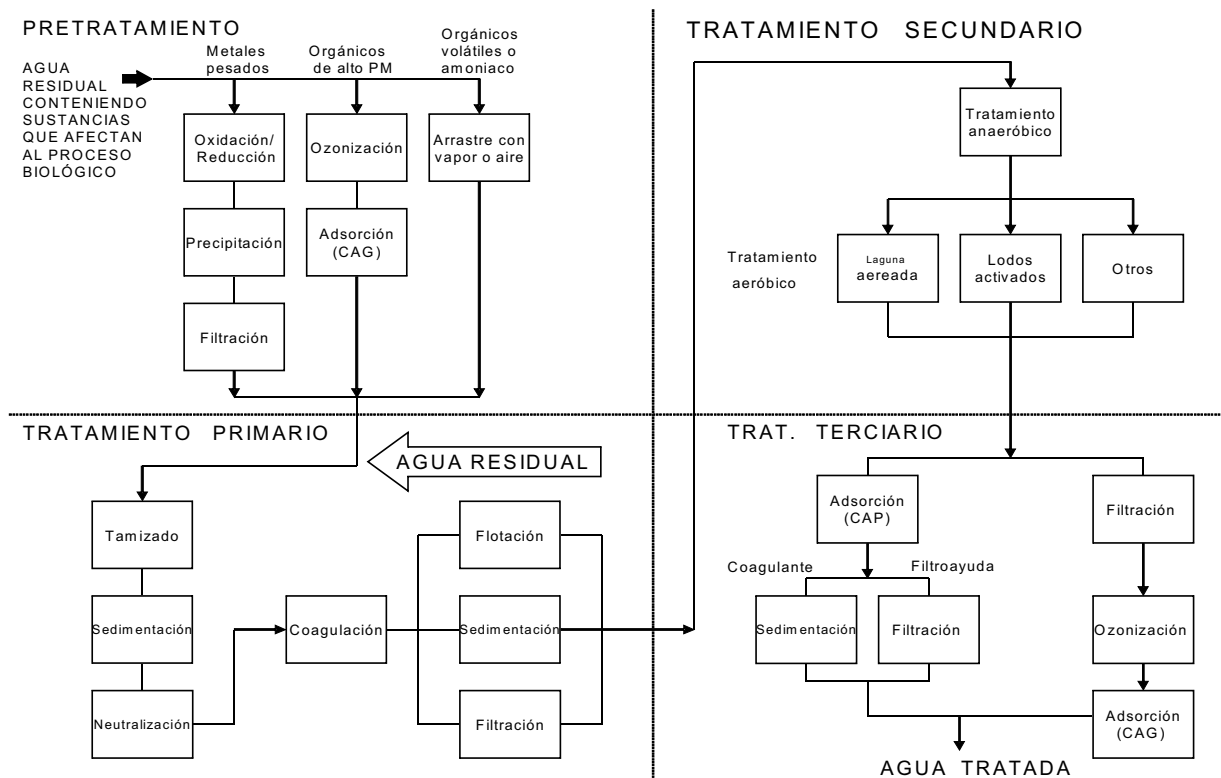 PRETRATAMIENTO
AGUA
RESIDUAL
CONTENIENDO
SUSTANCIAS
QUE AFECTAN
AL PROCESO
BIOLÓGICO
Metales
pesados
Orgánicos
de alto PM
Orgánicos
volátiles o
amoniaco
Oxidación/
Reducción
Ozonización
Arrastre con
vapor o aire
Precipitación
Adsorción
(CAG)
Filtración
TRATAMIENTO SECUNDARIO
Tratamiento
anaeróbico
Tratamiento
aeróbico
Laguna
aereada
Lodos
activados
Otros
TRATAMIENTO PRIMARIO
AGUA RESIDUAL
Tamizado
Sedimentación
Neutralización
Coagulación
Flotación
Sedimentación
Filtración
TRAT. TERCIARIO
Adsorción
(CAP)
Filtración
Coagulante
Filtroayuda
Sedimentación
Filtración
Ozonización
Adsorción
(CAG)
AGUA TRATADA